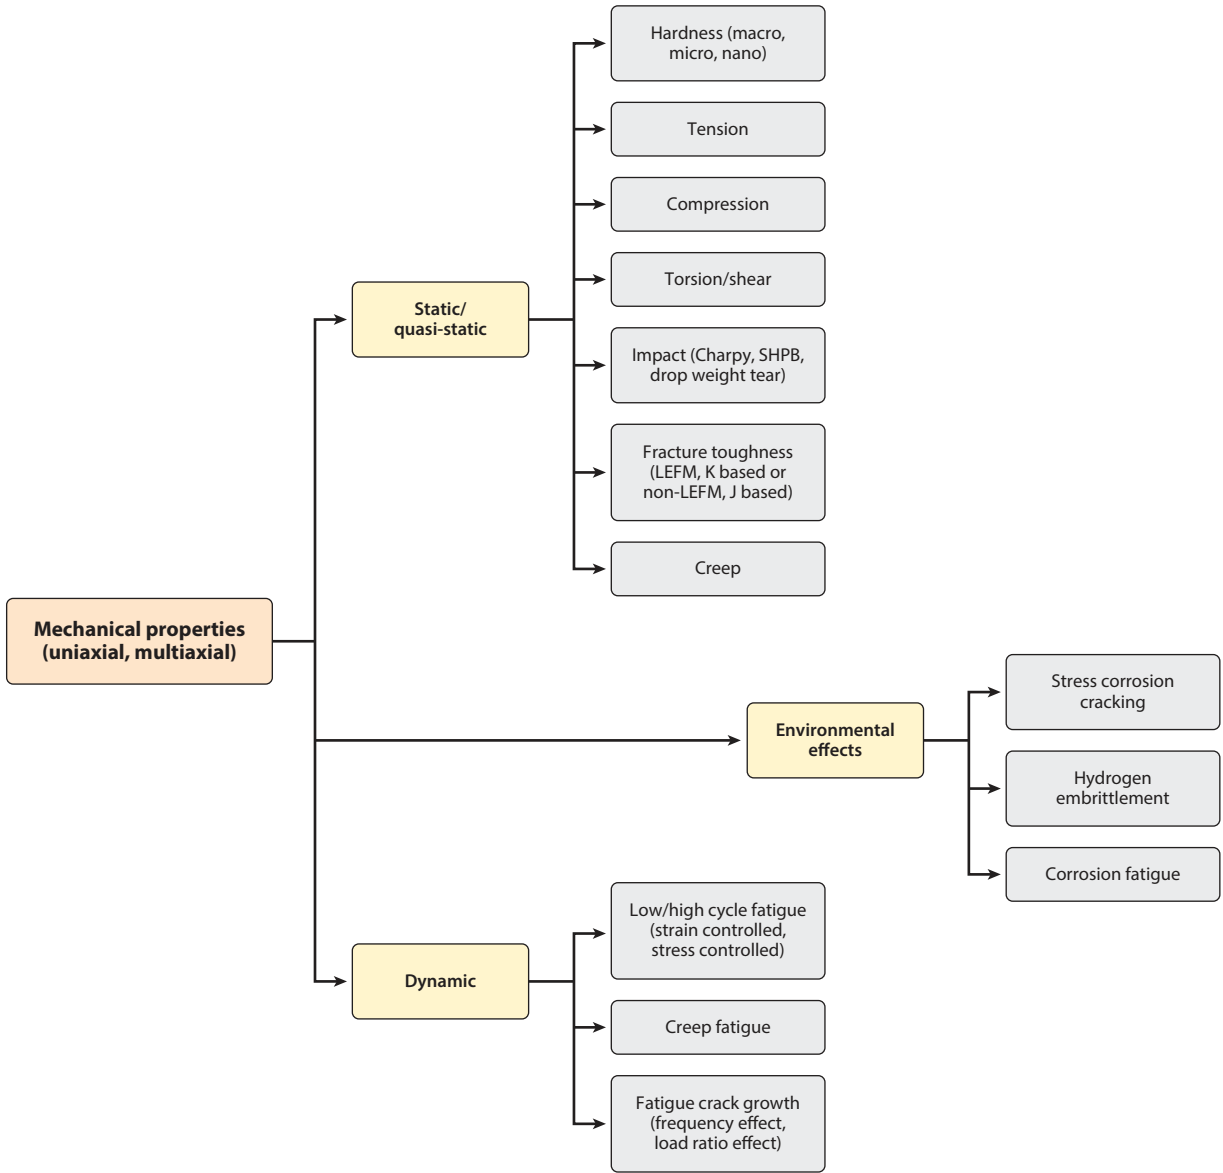 Hardness (macro,
micro, nano)
Tension
Compression
Torsion/shear
Static/
quasi-static
Impact (Charpy, SHPB,
drop weight tear)
Fracture toughness
(LEFM, K based or
non-LEFM, J based)
Creep
Mechanical properties
(uniaxial, multiaxial)
Environmental
effects
Stress corrosion
cracking
Hydrogen
embrittlement
Corrosion fatigue
Dynamic
Low/high cycle fatigue
(strain controlled,
stress controlled)
Creep fatigue
Fatigue crack growth
(frequency effect,
load ratio effect)